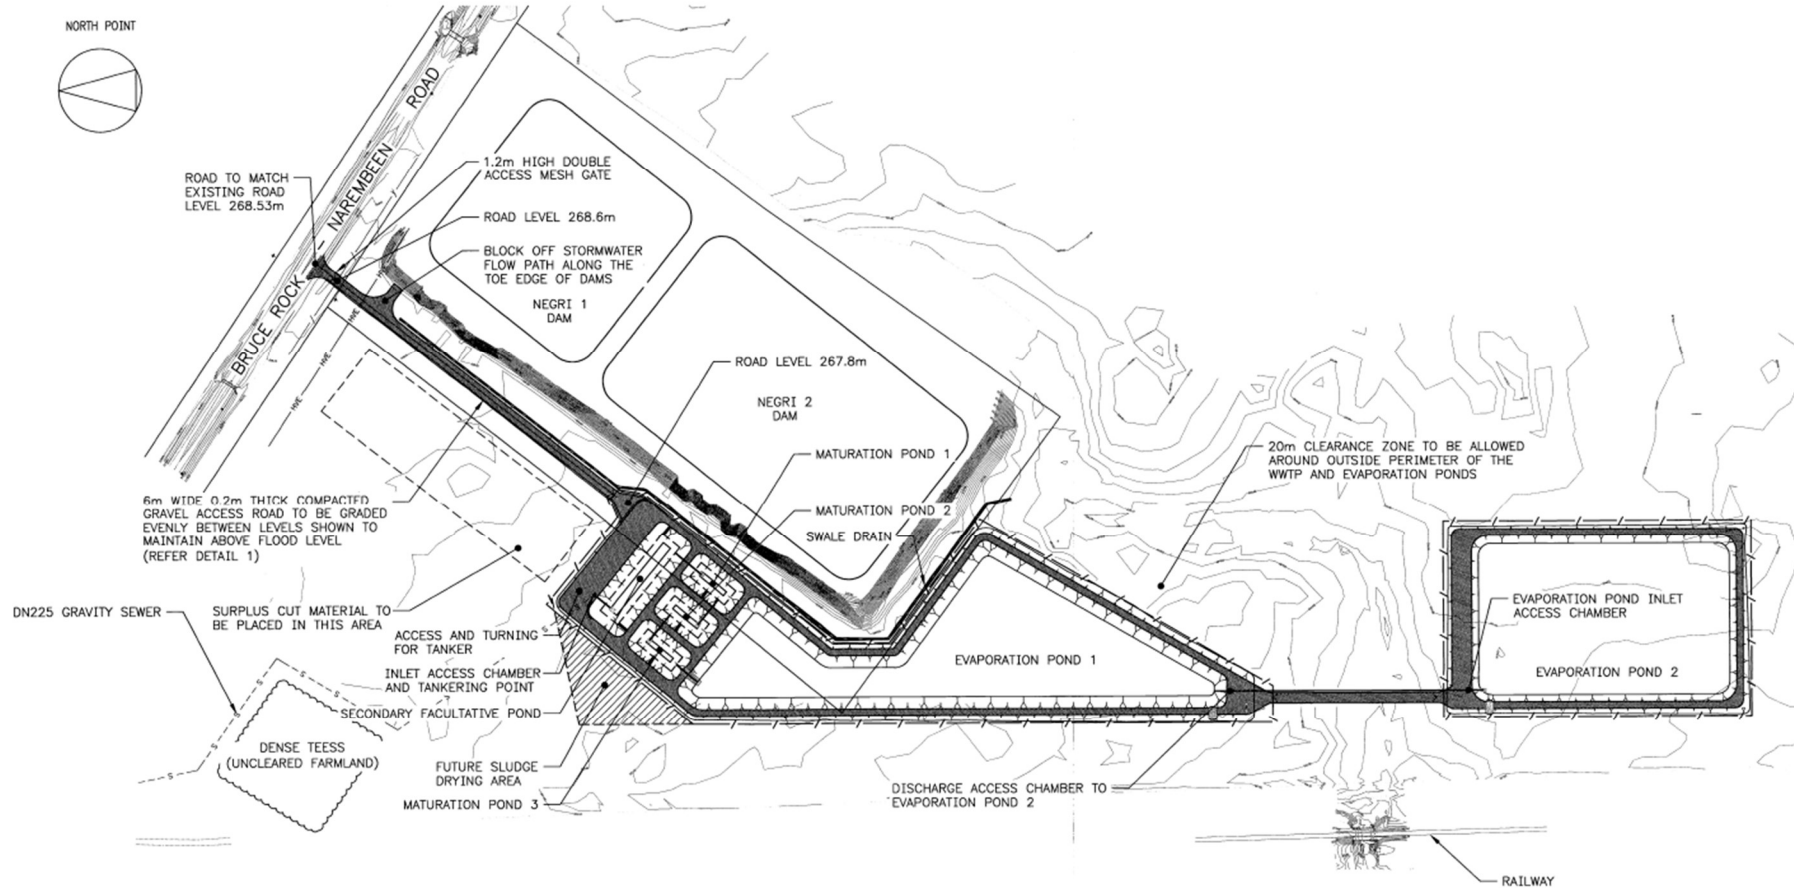 NORTH POINT
BRUCE ROCK - NAREMBEEN ROAD
ROAD TO MATCH
EXISTING ROAD
LEVEL 268.53m
1.2m HIGH DOUBLE
ACCESS MESH GATE
ROAD LEVEL 268.6m
BLOCK OFF STORMWATER
FLOW PATH ALONG THE
TOE EDGE OF DAMS
NEGRI 1
DAM
HVE
HVE
HVE
ROAD LEVEL 267.8m
NEGRI 2
DAM
MATURATION POND 1
MATURATION POND 2
SWALE DRAIN
20m CLEARANCE ZONE TO BE ALLOWED
AROUND OUTSIDE PERIMETER OF THE
WWTP AND EVAPORATION PONDS
6m WIDE 0.2m THICK COMPACTED
GRAVEL ACCESS ROAD TO BE GRADED
EVENLY BETWEEN LEVELS SHOWN TO
MAINTAIN ABOVE FLOOD LEVEL
(REFER DETAIL 1)
DN225 GRAVITY SEWER
SURPLUS CUT MATERIAL TO
BE PLACED IN THIS AREA
ACCESS AND TURNING
FOR TANKER
INLET ACCESS CHAMBER
AND TANKERING POINT
SECONDARY FACULTATIVE POND
FUTURE SLUDGE
DRYING AREA
MATURATION POND 3
DENSE TEESS
(UNCLEARED FARMLAND)
EVAPORATION POND 1
EVAPORATION POND INLET
ACCESS CHAMBER
EVAPORATION POND 2
DISCHARGE ACCESS CHAMBER TO
EVAPORATION POND 2
RAILWAY